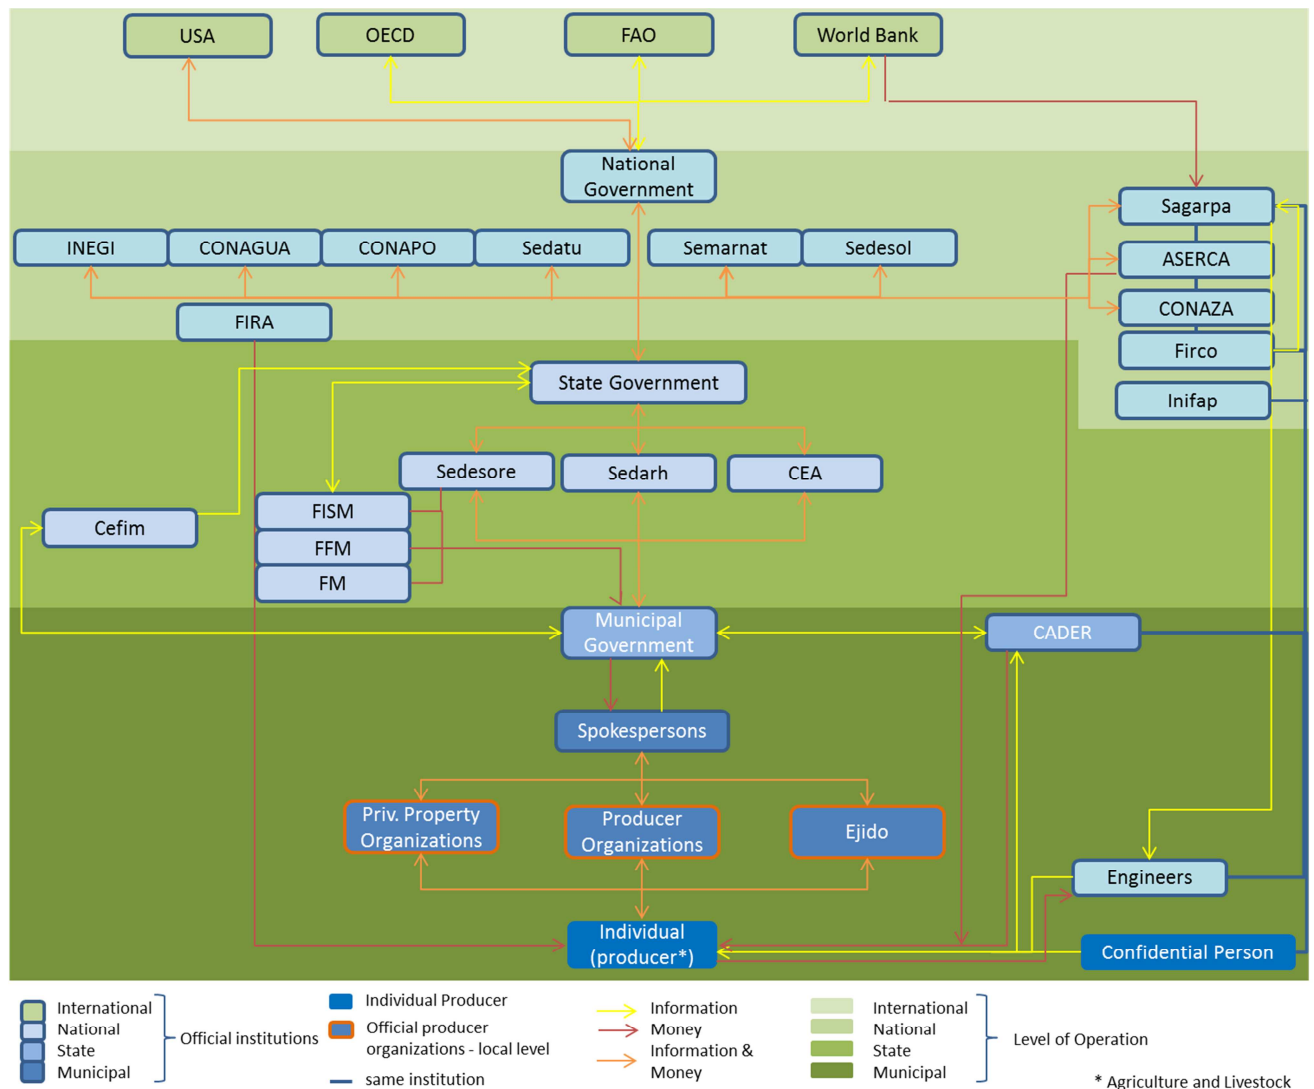 USA
OECD
FAO
World Bank
National
Government
Sagarpa
INEGI
CONAGUA
CONAPO
Sedatu
Semarnat
Sedesol
ASERCA
CONAZA
FIRA
Firco
State Government
Inifap
Sedesore
Sedarh
CEA
FISM
Cefim
FFM
FM
Municipal
Government
CADER
Spokespersons
Priv. Property
Organizations
Producer
Organizations
Ejido
Engineers
Individual
(producer*)
Confidential Person
International
National
State
Municipal
Official institutions
Individual Producer
Official producer
organizations - local level
same institution
Information
Money
Information &
Money
International
National
State
Municipal
Level of Operation
* Agriculture and Livestock